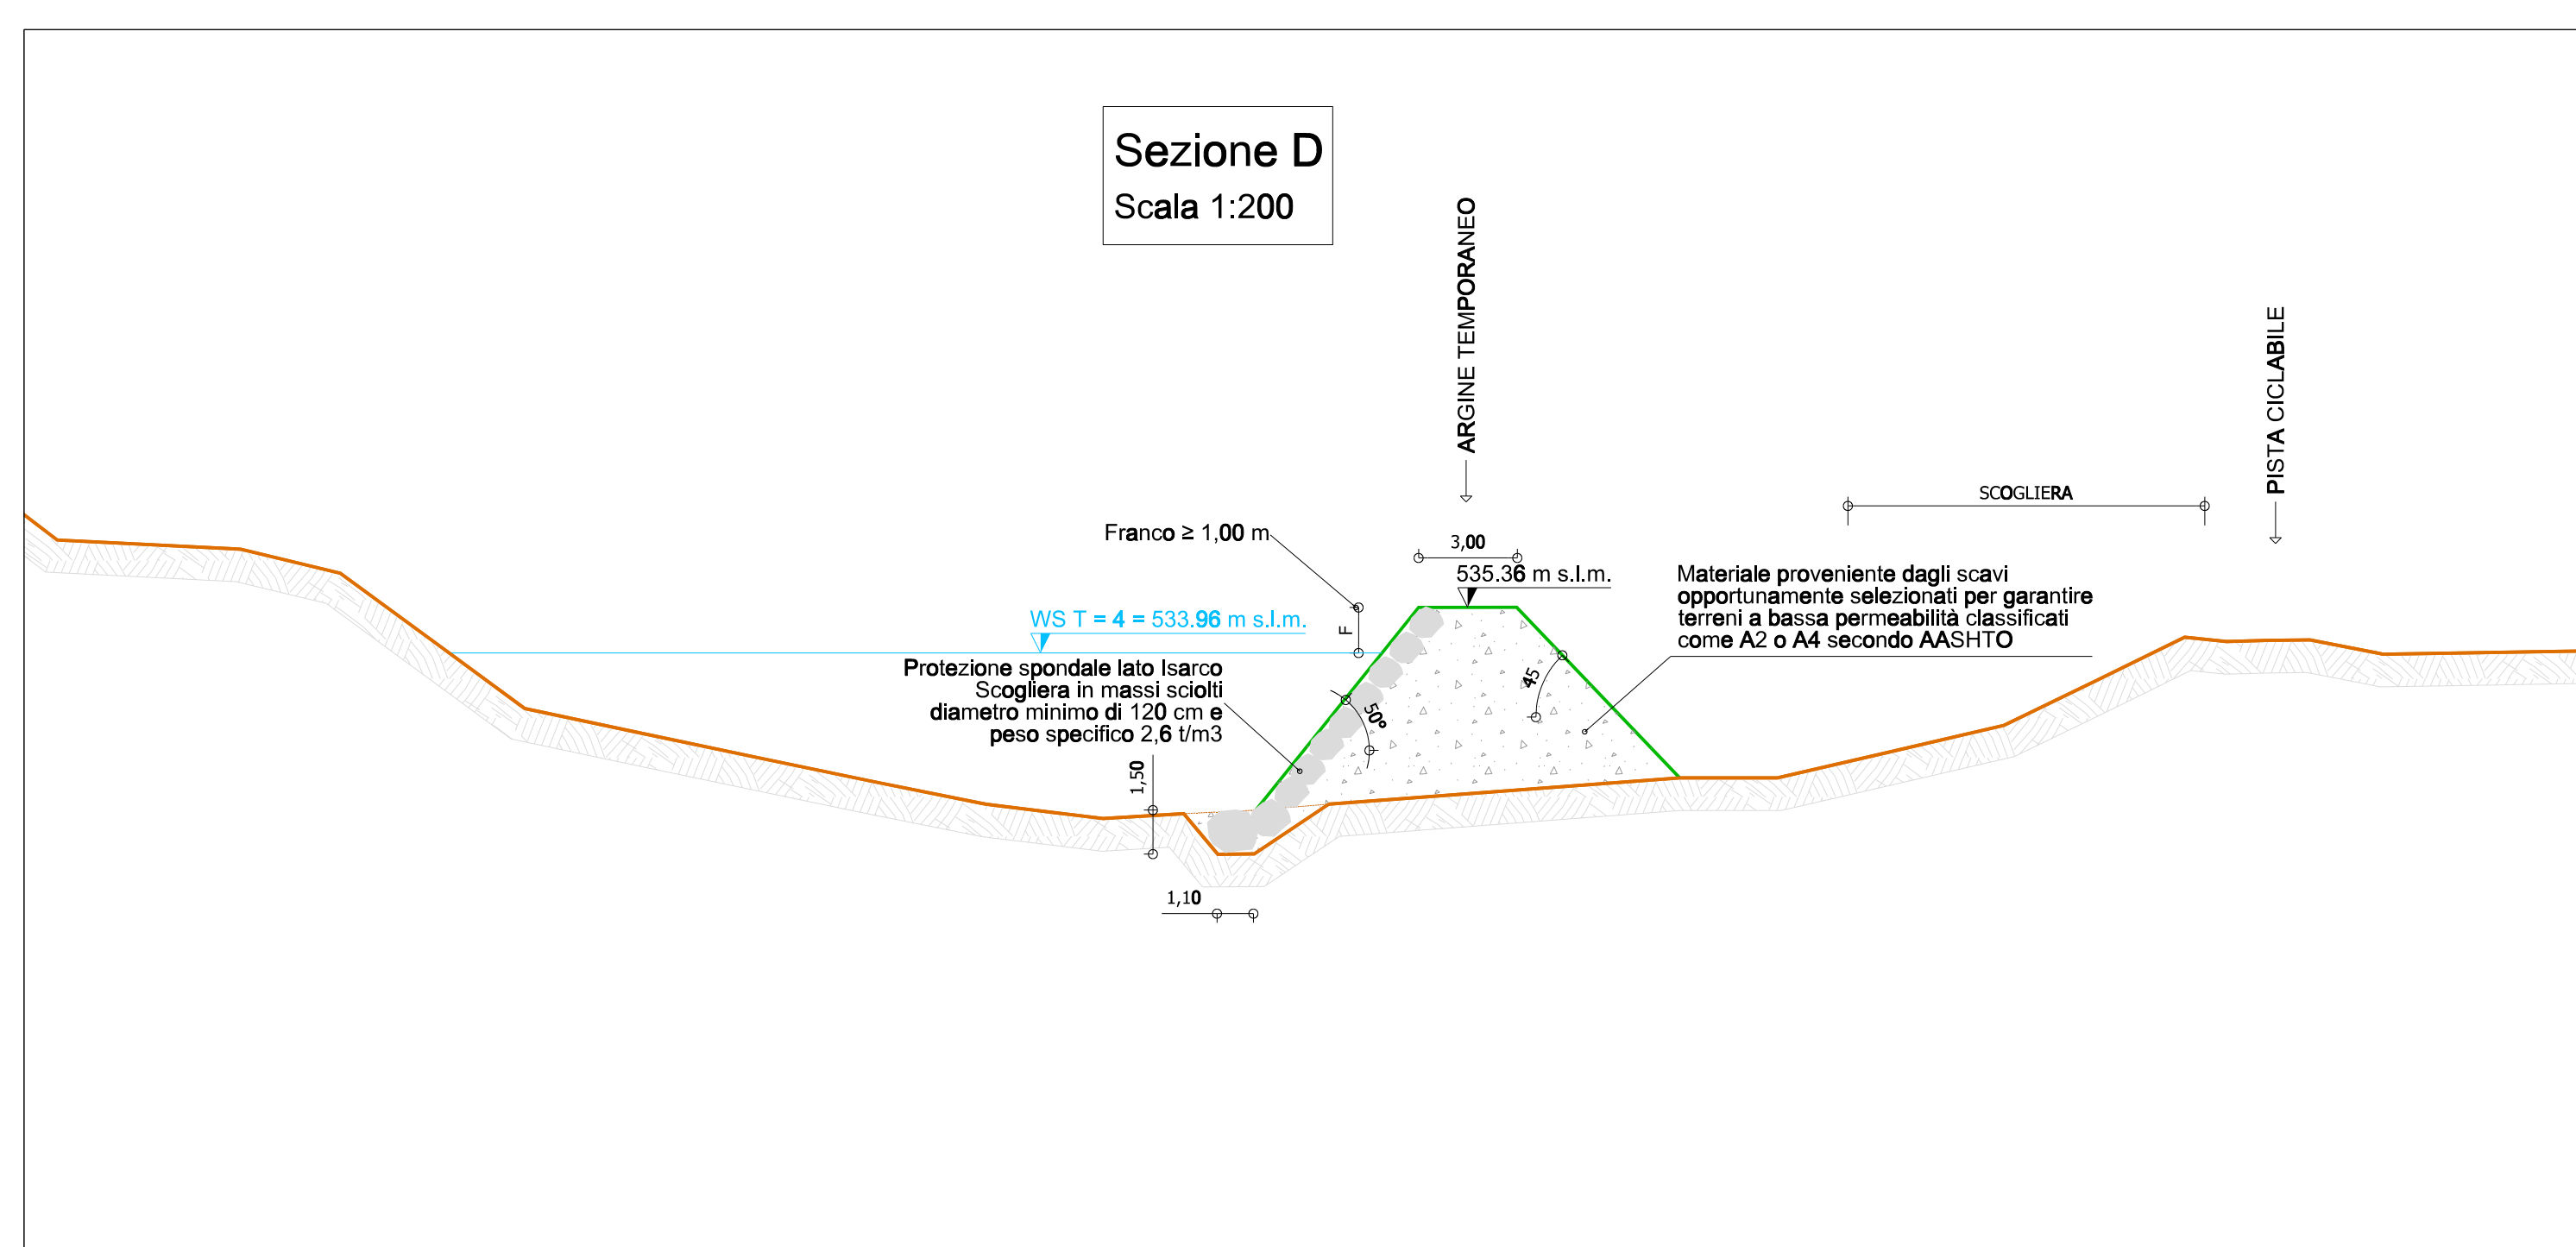 Sezione D
Scala 1:200
ARGINE TEMPORANEO
PISTA CICLABILE
SCOGLIERA
Franco ≥ 1,00 m
3,00
535.36 m s.l.m.
Materiale proveniente dagli scavi
opportunamente selezionati per garantire
terreni a bassa permeabilità classificati
come A2 o A4 secondo AASHTO
WS T = 4 = 533.96 m s.l.m.
F
Protezione spondale lato Isarco
Scogliera in massi sciolti
diametro minimo di 120 cm e
peso specifico 2,6 t/m3
45
50°
1,50
1,10